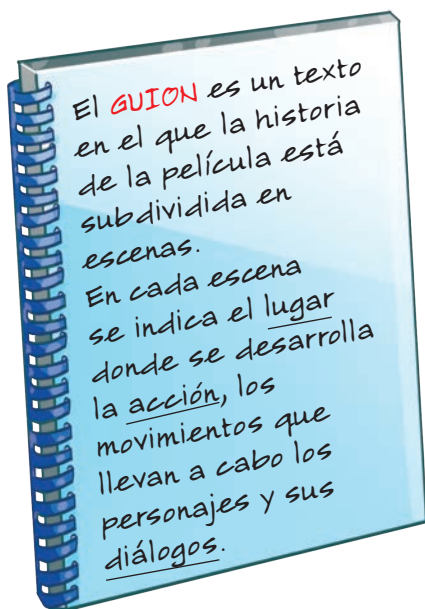 El GUION es un texto
en el que la historia
de la película está
subdividida en
escenas.
En cada escena
se indica el lugar
donde se desarrolla
la acción, los
movimientos que
llevan a cabo los
personajes y sus
diálogos.